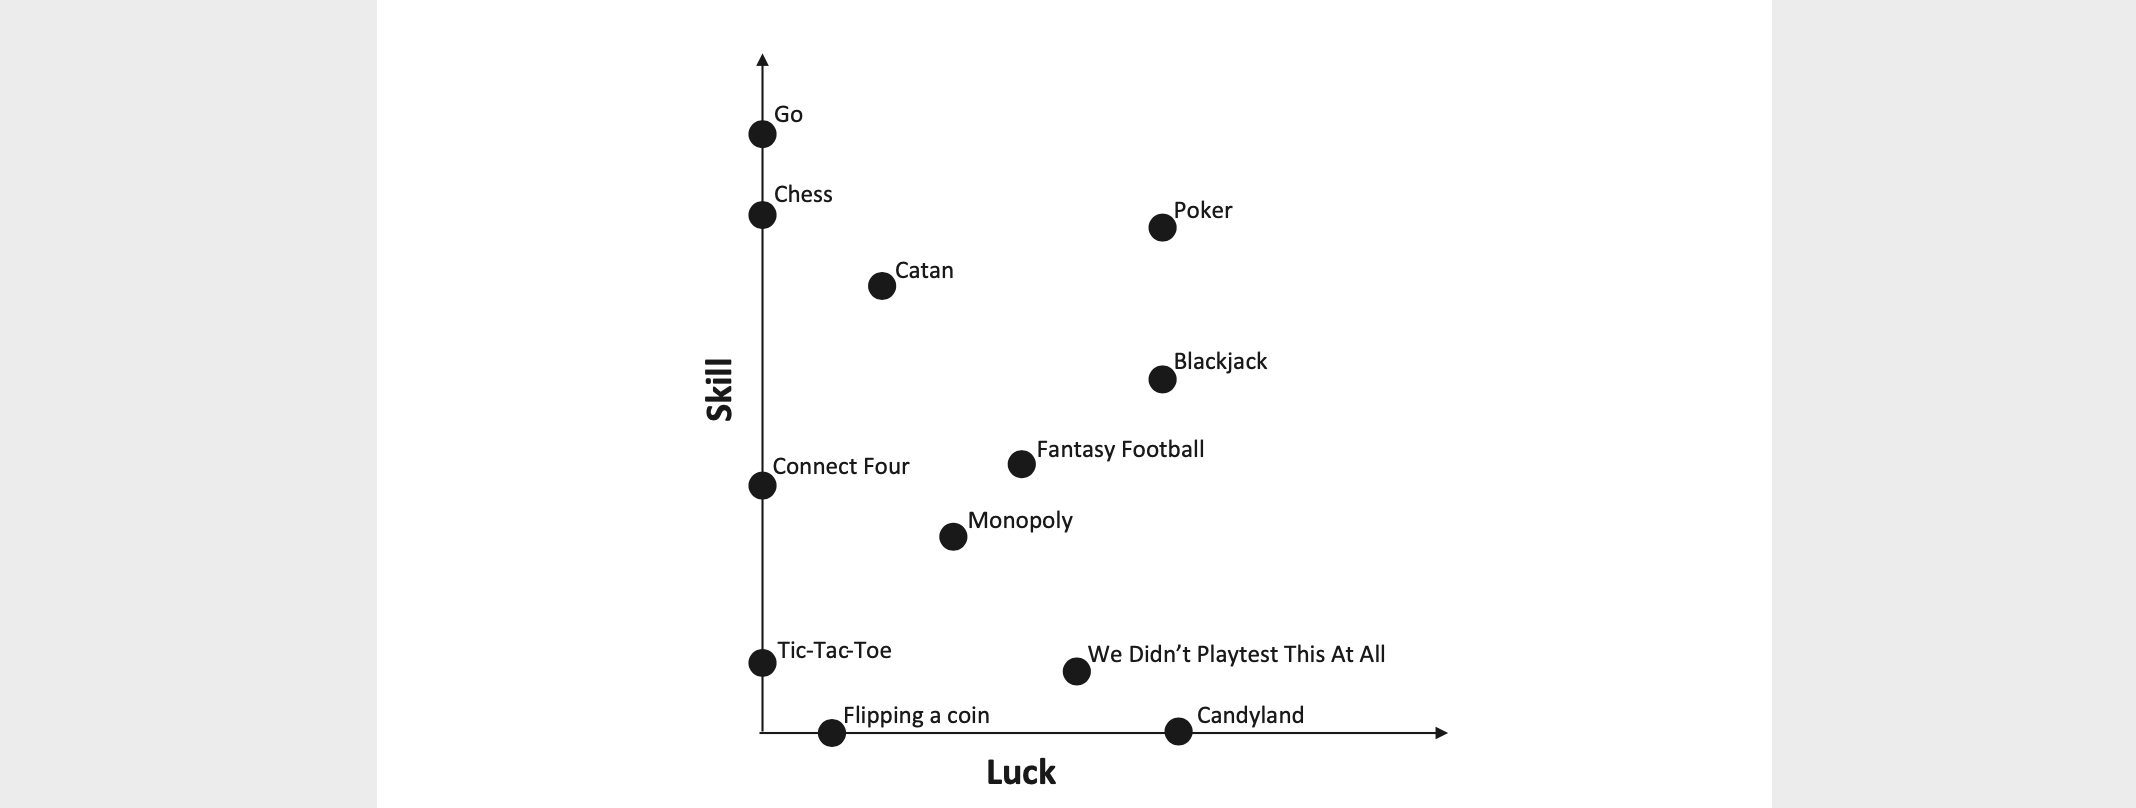 Go
Chess
Poker
Catan
Blackjack
Skill
Fantasy Football
Connect Four
Monopoly
Tic-Tac-Toe
We Didn’t Playtest This At All
Flipping a coin
Candyland
Luck